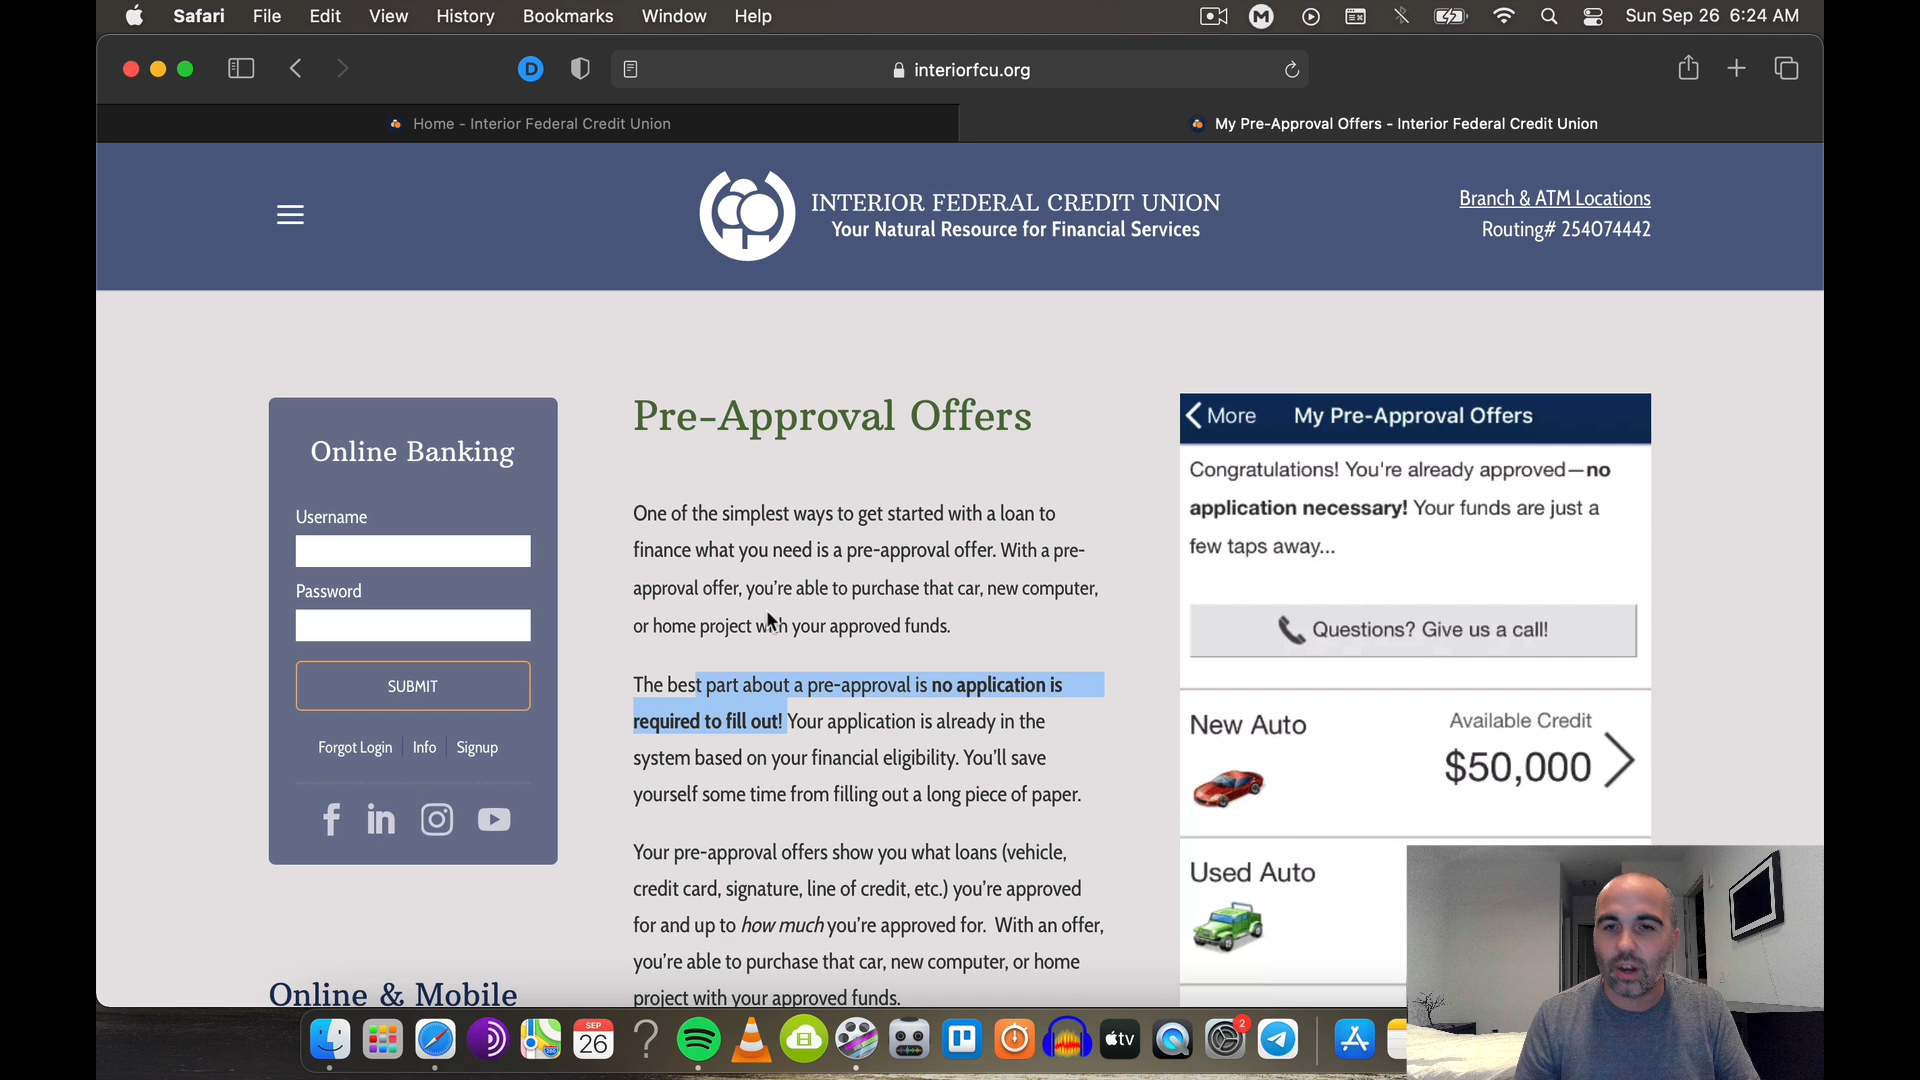 Safari File Edit View History Bookmarks Window Help
Sun Sep 26 6:24 AM
D
interiorfcu.org
Home - Interior Federal Credit Union
My Pre-Approval Offers - Interior Federal Credit Union
INTERIOR FEDERAL CREDIT UNION
Your Natural Resource for Financial Services
Branch & ATM Locations
Routing# 254074442
Online Banking
Username
Password
SUBMIT
Forgot Login Info Signup
Online & Mobile
Pre-Approval Offers
One of the simplest ways to get started with a loan to
finance what you need is a pre-approval offer. With a pre-
approval offer, you're able to purchase that car, new computer,
or home project with your approved funds.
The best part about a pre-approval is no application is
required to fill out! Your application is already in the
system based on your financial eligibility. You'll save
yourself some time from filling out a long piece of paper.
Your pre-approval offers show you what loans (vehicle,
credit card, signature, line of credit, etc.) you're approved
for and up to how much you're approved for. With an offer,
you're able to purchase that car, new computer, or home
project with your approved funds.
More My Pre-Approval Offers
Congratulations! You're already approved—no
application necessary! Your funds are just a
few taps away...
Questions? Give us a call!
New Auto
Available Credit
$50,000
Used Auto
SEP
26
?
tv
2